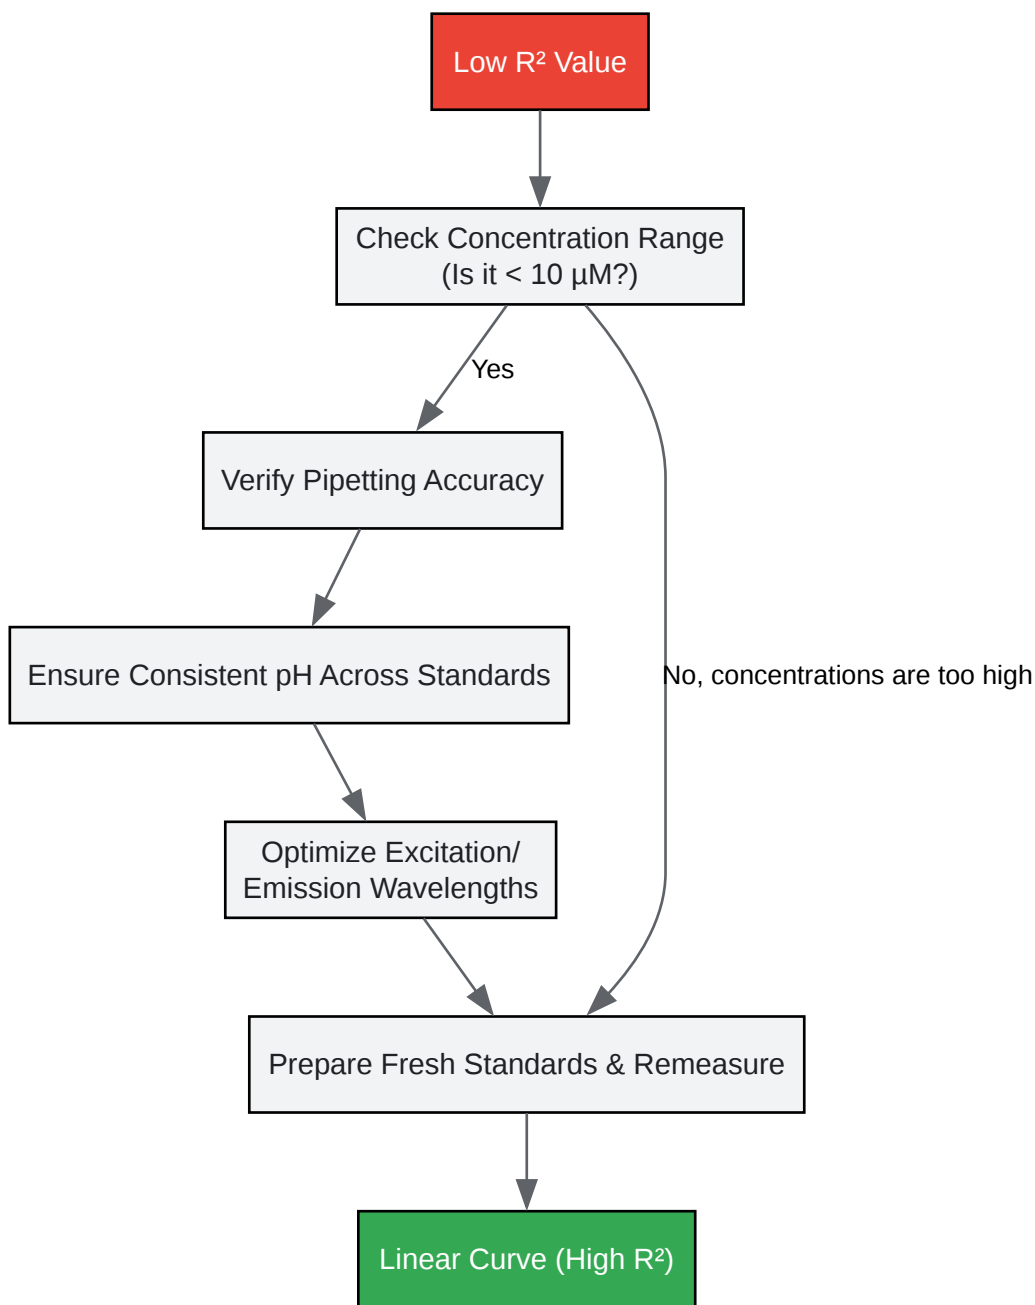 Low R² Value
Check Concentration Range
(Is it < 10 µM?)
Yes
Verify Pipetting Accuracy
Ensure Consistent pH Across Standards
No, concentrations are too high
Optimize Excitation/
Emission Wavelengths
Prepare Fresh Standards & Remeasure
Linear Curve (High R²)